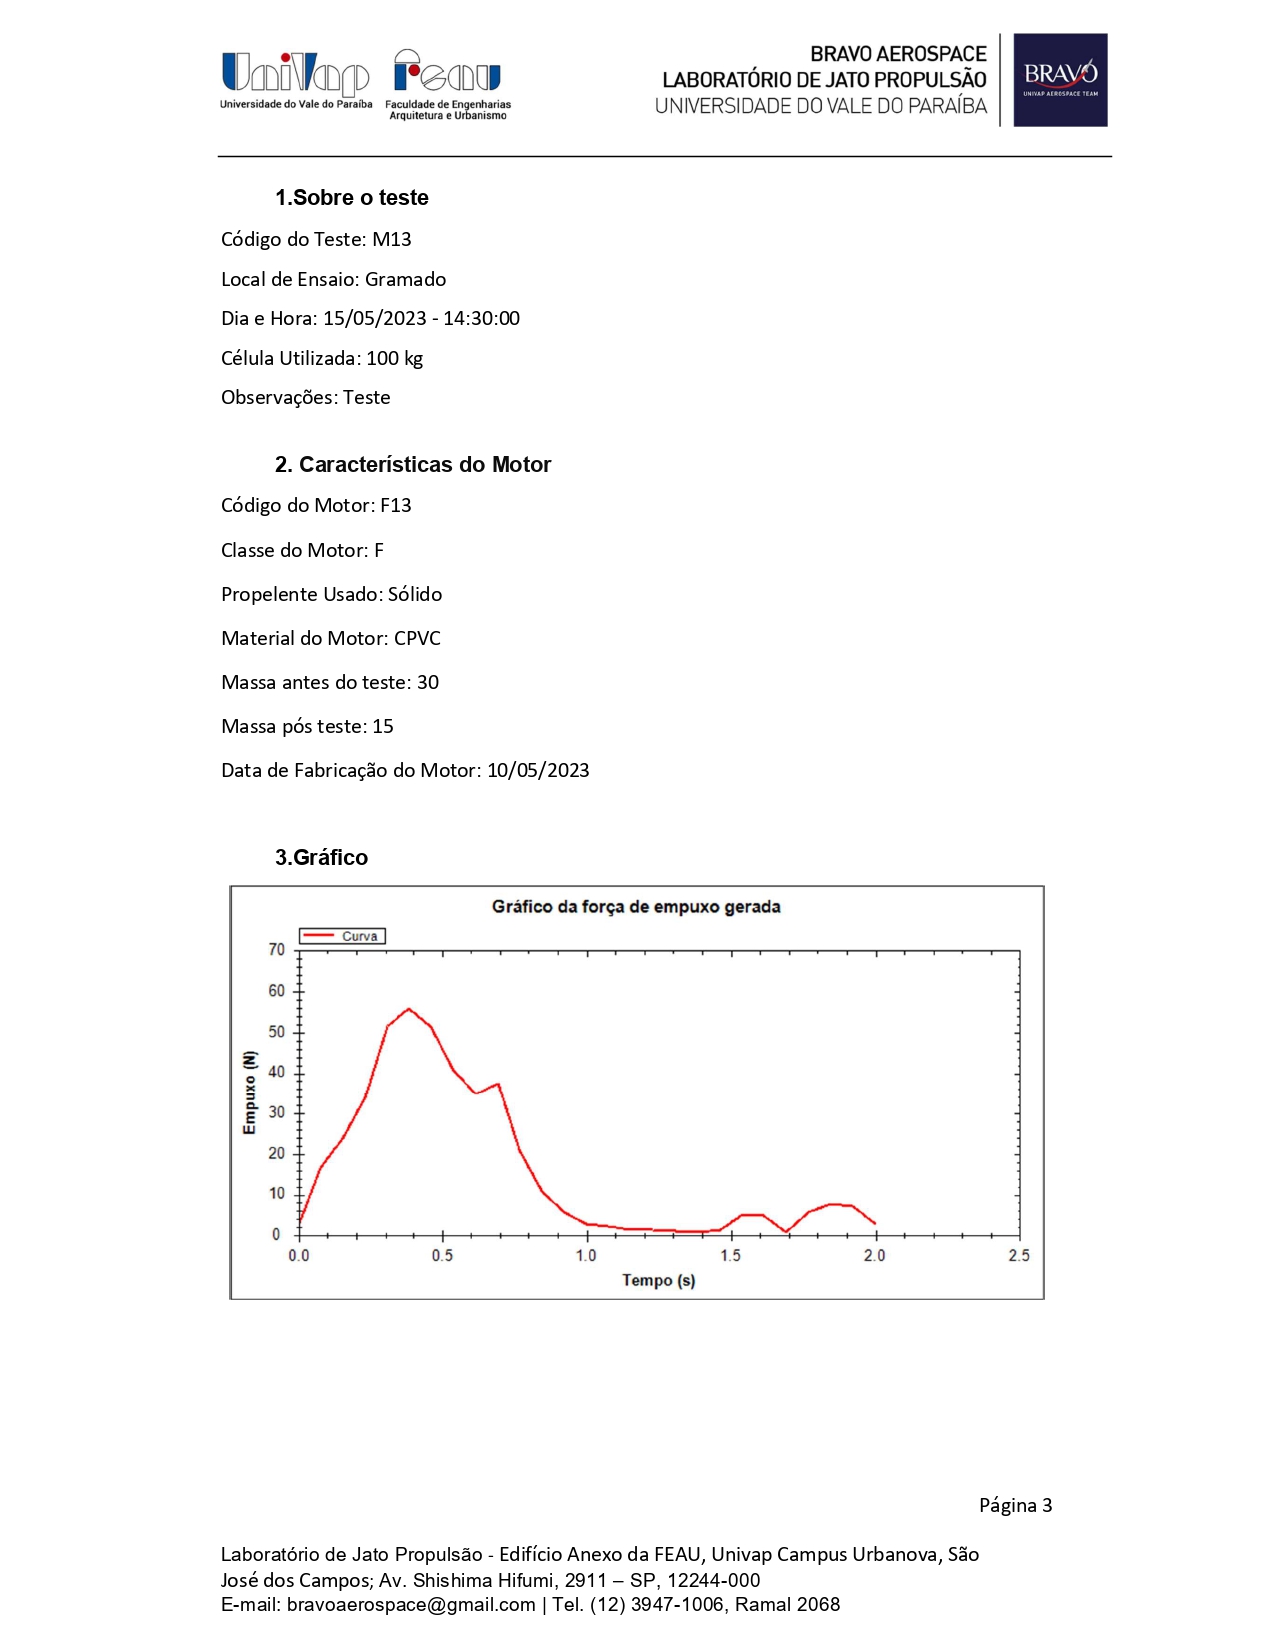 UniVap
Universidade do Vale do Paraíba
Feau
Faculdade de Engenharias
Arquitetura e Urbanismo
BRAVO AEROSPACE
LABORATÓRIO DE JATO PROPULSÃO
UNIVERSIDADE DO VALE DO PARAÍBA
BRAVO
UNIVAP AEROSPACE TEAM
1.Sobre o teste
Código do Teste: M13
Local de Ensaio: Gramado
Dia e Hora: 15/05/2023 - 14:30:00
Célula Utilizada: 100 kg
Observações: Teste
2. Características do Motor
Código do Motor: F13
Classe do Motor: F
Propelente Usado: Sólido
Material do Motor: CPVC
Massa antes do teste: 30
Massa pós teste: 15
Data de Fabricação do Motor: 10/05/2023
3.Gráfico
Gráfico da força de empuxo gerada
Curva
70
60
50
40
30
20
10
0
Empuxo (N)
0.0 0.5 1.0 1.5 2.0 2.5
Tempo (s)
Página 3
Laboratório de Jato Propulsão - Edifício Anexo da FEAU, Univap Campus Urbanova, São
José dos Campos; Av. Shishima Hifumi, 2911 – SP, 12244-000
E-mail: bravoaerospace@gmail.com | Tel. (12) 3947-1006, Ramal 2068